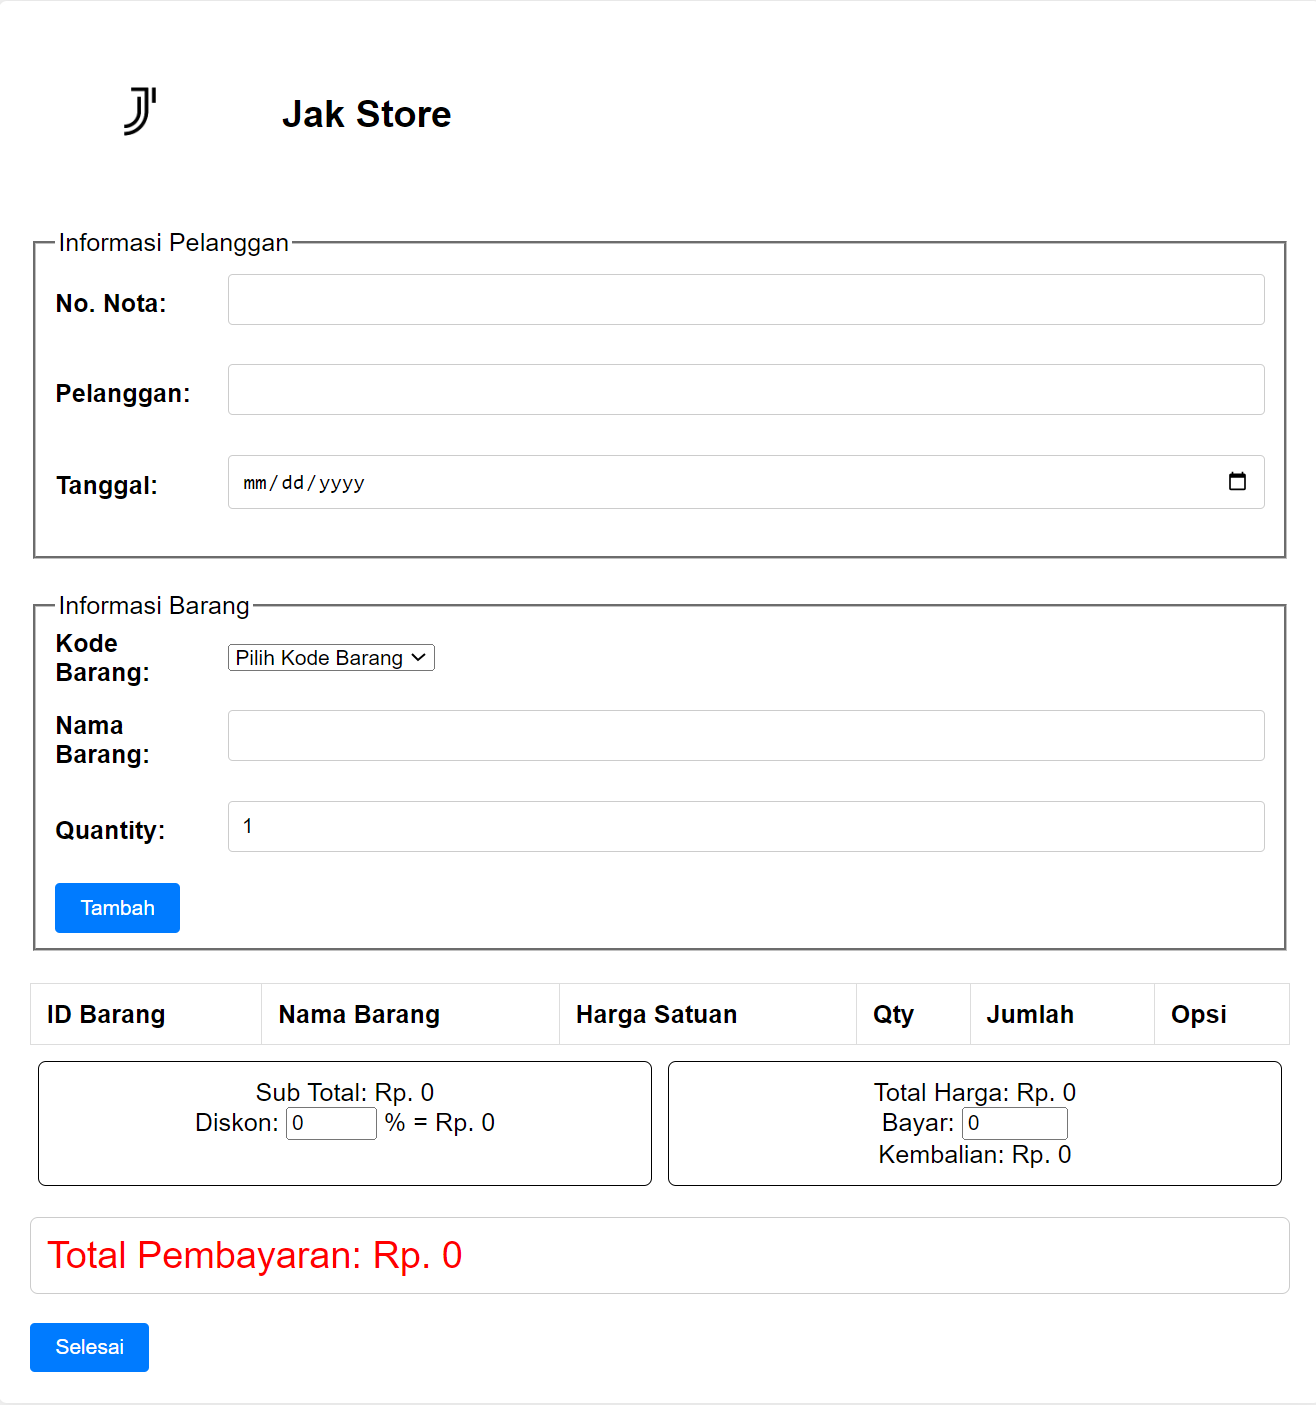 Jak Store
Informasi Pelanggan
No. Nota:
Pelanggan:
Tanggal:
mm/dd/yyyy
Informasi Barang
Kode
Barang:
Pilih Kode Barang
Nama
Barang:
Quantity:
1
Tambah
ID Barang Nama Barang Harga Satuan Qty Jumlah Opsi
Sub Total: Rp. 0
Diskon: 0 % = Rp. 0
Total Harga: Rp. 0
Bayar: 0
Kembalian: Rp. 0
Total Pembayaran: Rp. 0
Selesai